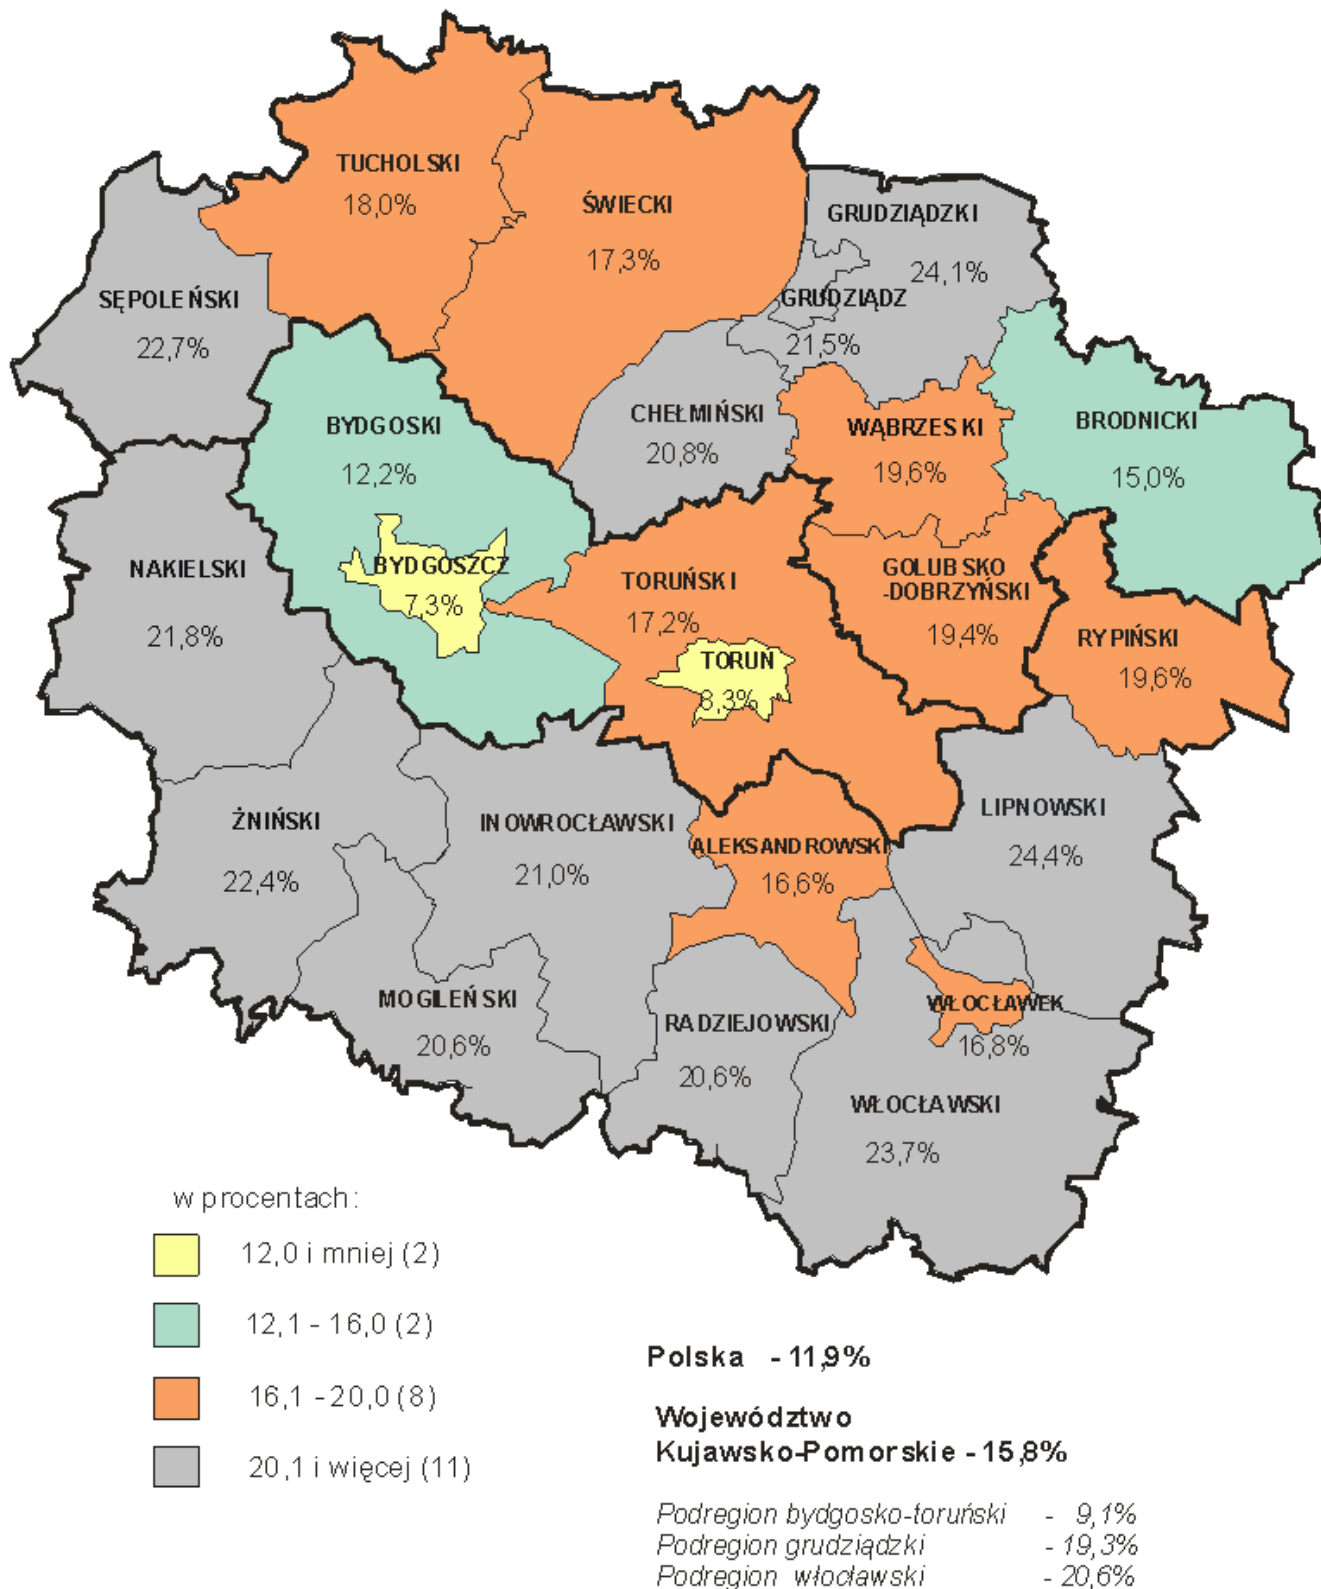 TUCHOLSKI
18,0%
ŚWIECKI
17,3%
GRUDZIĄDZKI
24,1%
GRUDZIĄDZ
21,5%
SĘPOLEŃSKI
22,7%
BYDGOSKI
12,2%
CHEŁMIŃSKI
20,8%
WĄBRZESKI
19,6%
BRODNICKI
15,0%
NAKIELSKI
21,8%
BYDGOSZCZ
7,3%
TORUŃSKI
17,2%
GOLUBSKO
-DOBRZYŃSKI
19,4%
RYPIŃSKI
19,6%
TORUŃ
8,3%
ŻNIŃSKI
22,4%
INOWROCŁAWSKI
21,0%
ALEKSANDROWSKI
16,6%
LIPNOWSKI
24,4%
MOGILEŃSKI
20,6%
RADZIEJOWSKI
20,6%
WŁOCŁAWEK
16,8%
WŁOCŁAWSKI
23,7%
w procentach:
12,0 i mniej (2)
12,1 - 16,0 (2)
16,1 - 20,0 (8)
20,1 i więcej (11)
Polska - 11,9%
Województwo
Kujawsko-Pomorskie - 15,8%
Podregion bydgosko-toruński - 9,1%
Podregion grudziądzki - 19,3%
Podregion włocławski - 20,6%